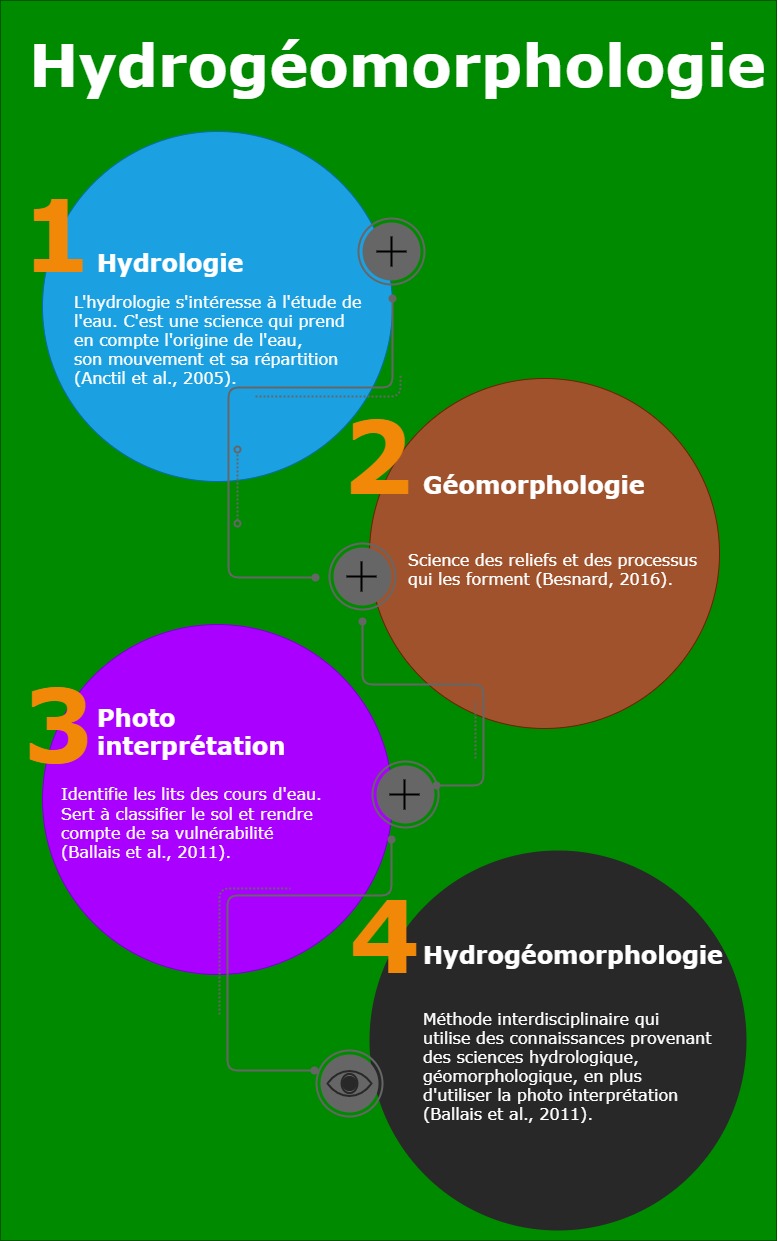 Hydrogéomorphologie
1
Hydrologie
L'hydrologie s'intéresse à l'étude de
l'eau. C'est une science qui prend
en compte l'origine de l'eau,
son mouvement et sa répartition
(Anctil et al., 2005).
2
Géomorphologie
Science des reliefs et des processus
qui les forment (Besnard, 2016).
3
Photo
interprétation
Identifie les lits des cours d'eau.
Sert à classifier le sol et rendre
compte de sa vulnérabilité
(Ballais et al., 2011).
4
Hydrogéomorphologie
Méthode interdisciplinaire qui
utilise des connaissances provenant
des sciences hydrologique,
géomorphologique, en plus
d'utiliser la photo interprétation
(Ballais et al., 2011).